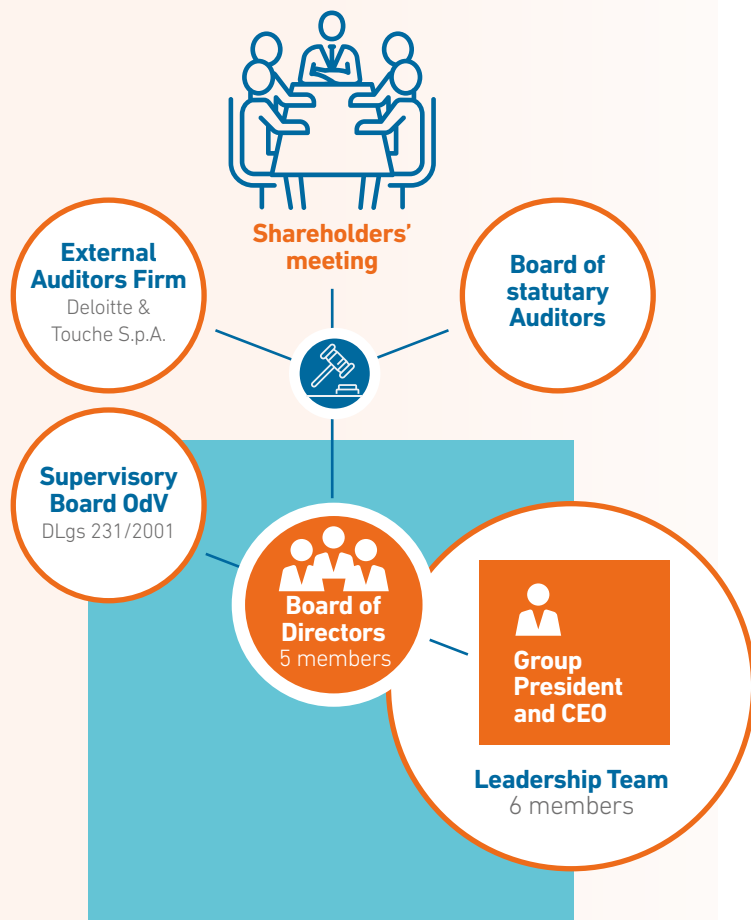 Shareholders’
meeting
External
Auditors Firm
Deloitte &
Touche S.p.A.
Board of
statutary
Auditors
Supervisory
Board OdV
DLgs 231/2001
Board of
Directors
5 members
Group
President
and CEO
Leadership Team
6 members